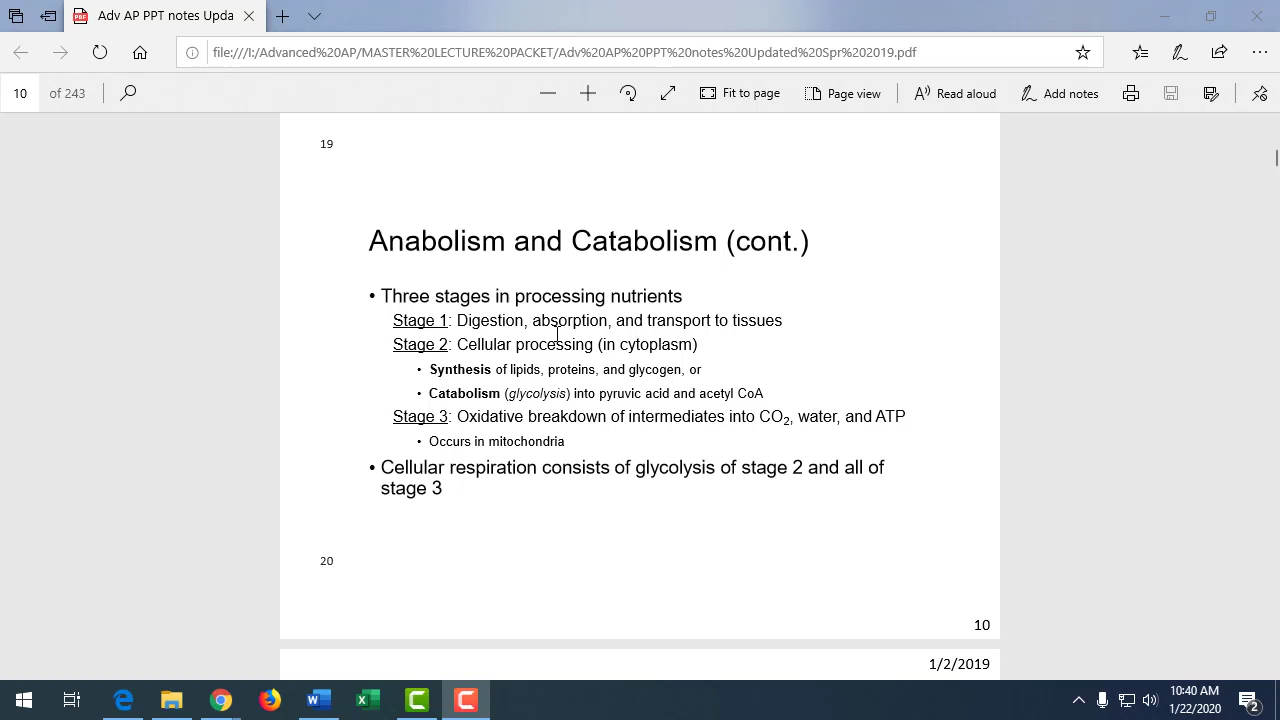 Adv AP PPT notes Upda
file:///I:/Advanced%20AP/MASTER%20LECTURE%20PACKET/Adv%20AP%20PPT%20notes%20Updated%20Spr%202019.pdf
10 of 243 Fit to page Page view Read aloud Add notes
19
Anabolism and Catabolism (cont.)
• Three stages in processing nutrients
Stage 1: Digestion, absorption, and transport to tissues
Stage 2: Cellular processing (in cytoplasm)
• Synthesis of lipids, proteins, and glycogen, or
• Catabolism (glycolysis) into pyruvic acid and acetyl CoA
Stage 3: Oxidative breakdown of intermediates into CO₂, water, and ATP
• Occurs in mitochondria
• Cellular respiration consists of glycolysis of stage 2 and all of
stage 3
20
10
1/2/2019
10:40 AM
1/22/2020
2